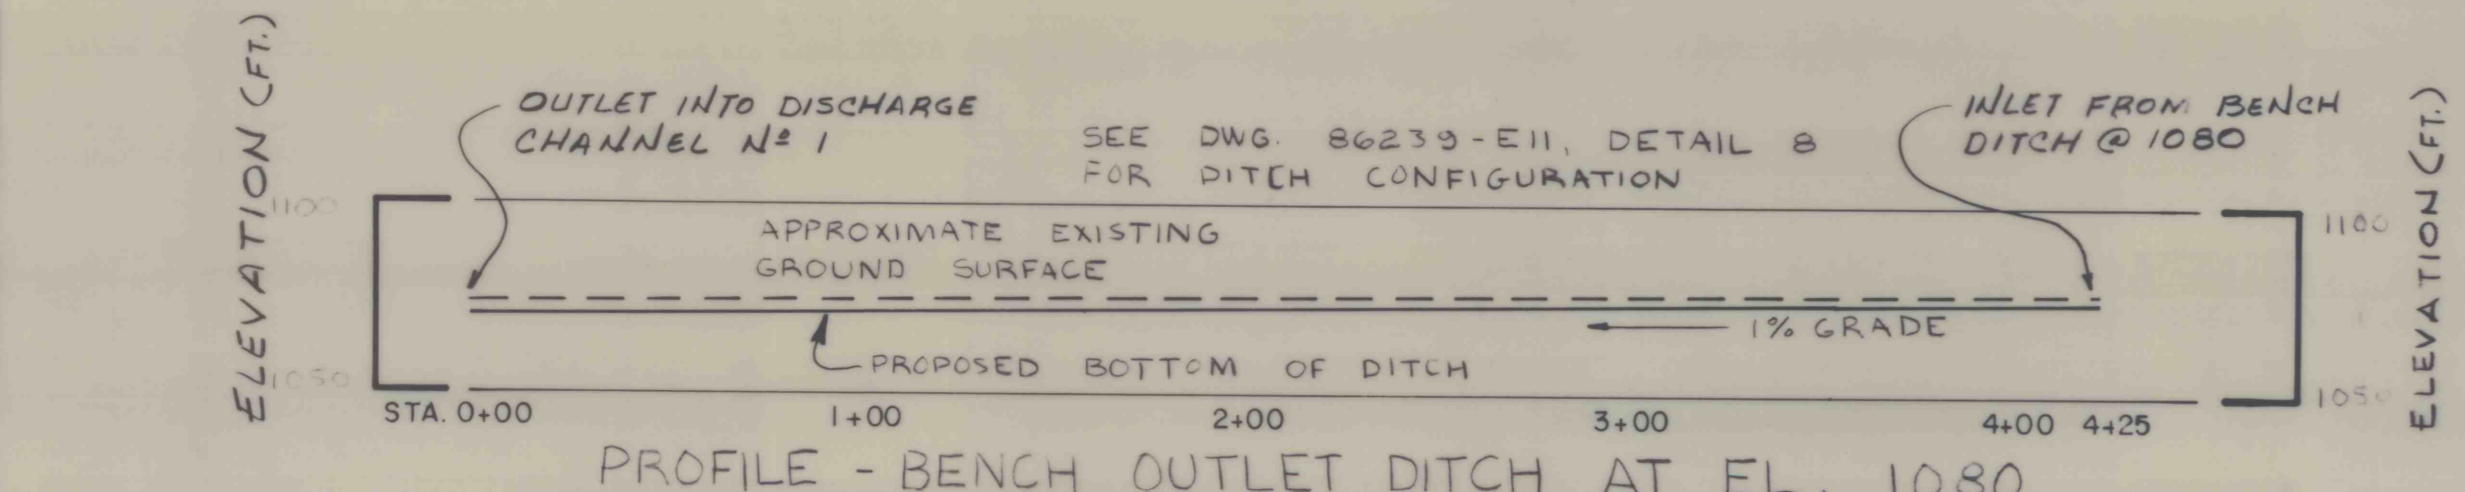 ELEVATION (FT.)
OUTLET INTO DISCHARGE
CHANNEL Nº 1
SEE DWG. 86239-E11, DETAIL 8
FOR DITCH CONFIGURATION
INLET FROM BENCH
DITCH @ 1080
ELEVATION (FT.)
1100
1100
APPROXIMATE EXISTING
GROUND SURFACE
1% GRADE
PROPOSED BOTTOM OF DITCH
1050
1050
STA. 0+00 1+00 2+00 3+00 4+00 4+25
PROFILE - BENCH OUTLET DITCH AT EL. 1080